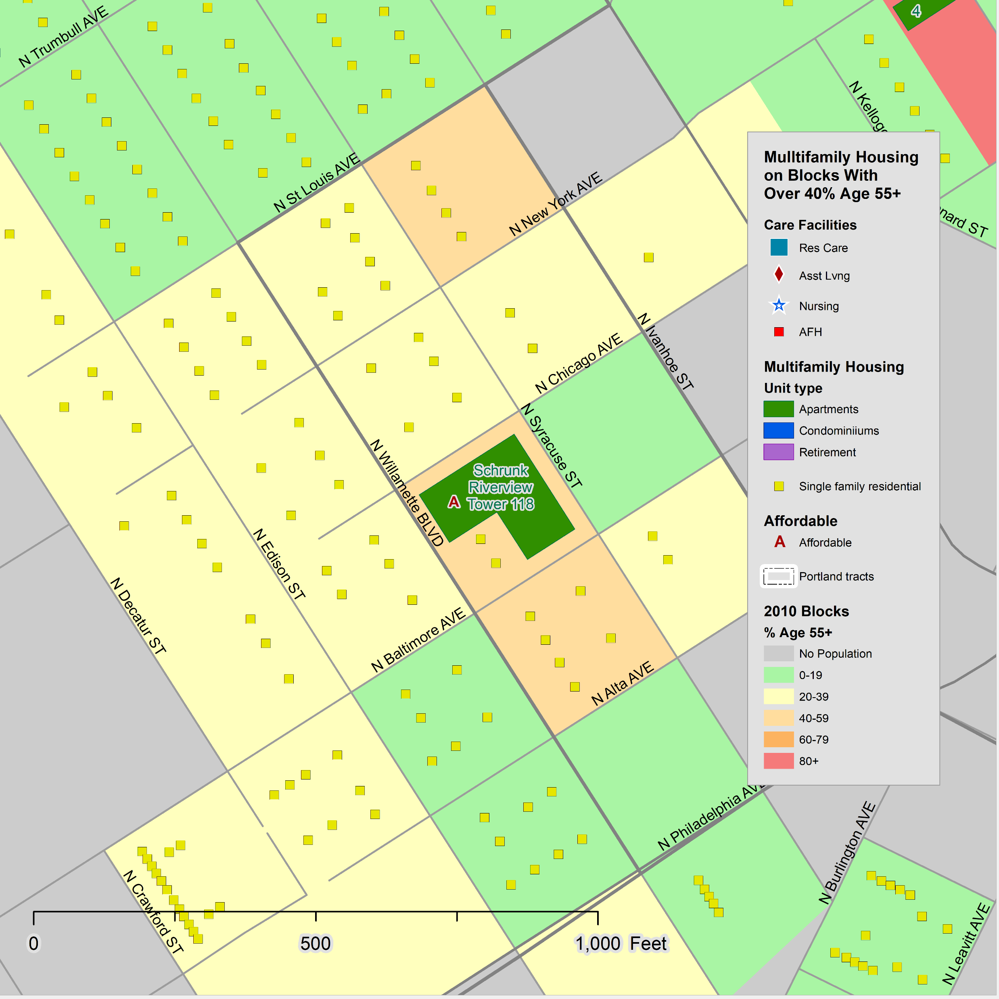 N Trumbull AVE
4
N Kellogg
N St Louis AVE
N New York AVE
nard ST
N Chicago AVE
N Ivanhoe ST
N Syracuse ST
N Willamette BLVD
Schrunk
Riverview
A Tower 118
N Edison ST
N Decatur ST
N Baltimore AVE
N Alta AVE
N Philadelphia AVE
N Burlington AVE
N Crawford ST
N Leavitt AVE
0 500 1,000 Feet
Mulltifamily Housing
on Blocks With
Over 40% Age 55+
Care Facilities
Res Care
Asst Lvng
Nursing
AFH
Multifamily Housing
Unit type
Apartments
Condominiiums
Retirement
Single family residential
Affordable
A Affordable
Portland tracts
2010 Blocks
% Age 55+
No Population
0-19
20-39
40-59
60-79
80+